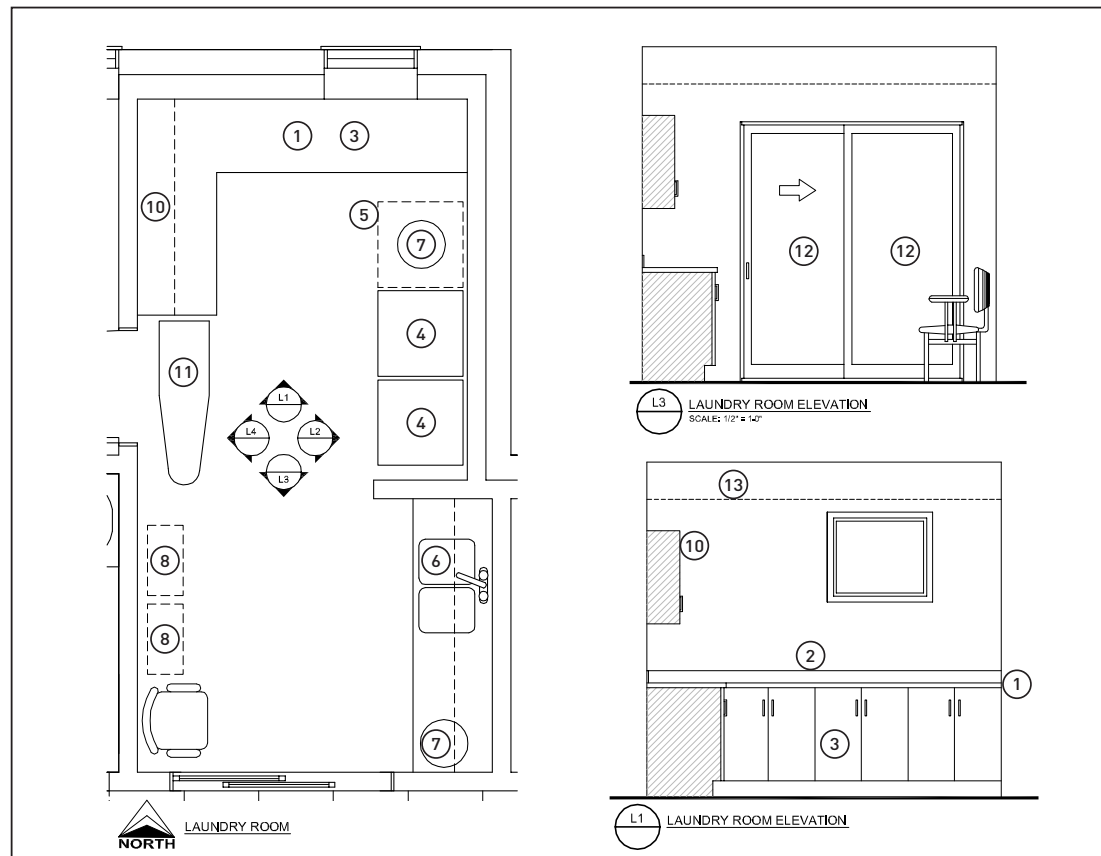 1
3
10
5
7
4
11
4
L1
L4
L2
L3
6
8
8
7
NORTH
LAUNDRY ROOM
12
12
L3
LAUNDRY ROOM ELEVATION
SCALE: 1/2" = 1-0"
13
10
2
1
3
L1
LAUNDRY ROOM ELEVATION